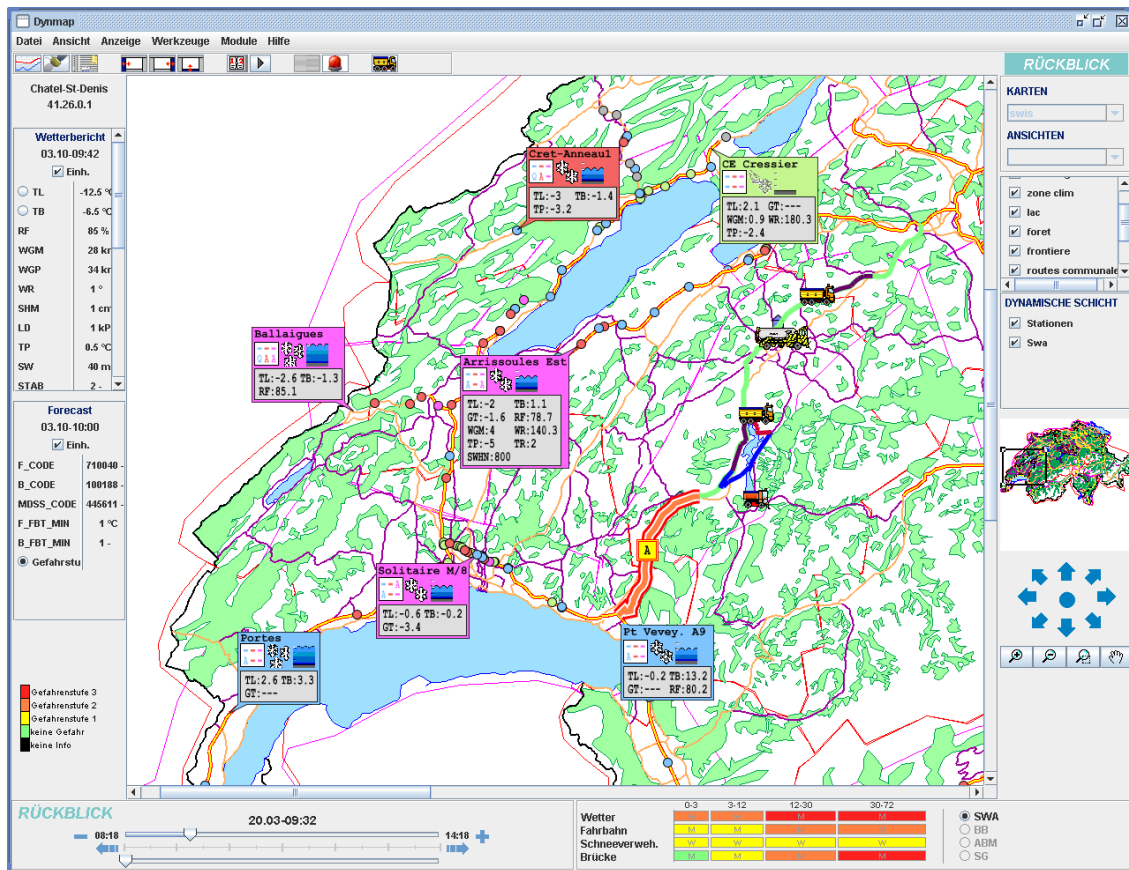 Dynmap
Datei Ansicht Anzeige Werkzeuge Module Hilfe
Chatel-St-Denis
41.26.0.1
Wetterbericht
03.10-09:42
Einh.
TL -12.5 °C
TB -6.5 °C
RF 85 %
WGM 28 kr
WGP 34 kr
WR 1 °
SHM 1 cm
LD 1 kP
TP 0.5 °C
SW 40 m
STAB 2 -
Forecast
03.10-10:00
Einh.
F_CODE 710040 -
B_CODE 100188 -
MDSS_CODE 445611 -
F_FBT_MIN 1 °C
B_FBT_MIN 1 -
Gefahrstu
Gefahrenstufe 3
Gefahrenstufe 2
Gefahrenstufe 1
keine Gefahr
keine Info
Cret-Anneau1
Q A -
TL:-3 TB:-1.4
TP:-3.2
CE Cressier
TL:2.1 GT:---
WGM:0.9 WR:180.3
TP:-2.4
Ballaigues
Q A A
TL:-2.6 TB:-1.3
RF:85.1
Arrissoules Est
A - A
TL:-2 TB:1.1
GT:-1.6 RF:78.7
WGM:4 WR:140.3
TP:-5 TR:2
SWHN:800
A
Solitaire M/8
TL:-0.6 TB:-0.2
GT:-3.4
Portes
TL:2.6 TB:3.3
GT:---
Pt Vevey. A9
TL:-0.2 TB:13.2
GT:--- RF:80.2
RÜCKBLICK
KARTEN
swis
ANSICHTEN
zone clim
lac
foret
frontiere
routes communale
DYNAMISCHE SCHICHT
Stationen
Swa
RÜCKBLICK
20.03-09:32
08:18 14:18
0-3 3-12 12-30 30-72
Wetter M M M M
Fahrbahn M M M M
Schneeverweh. W W W W
Brücke M M M M
SWA
BB
ABM
SG